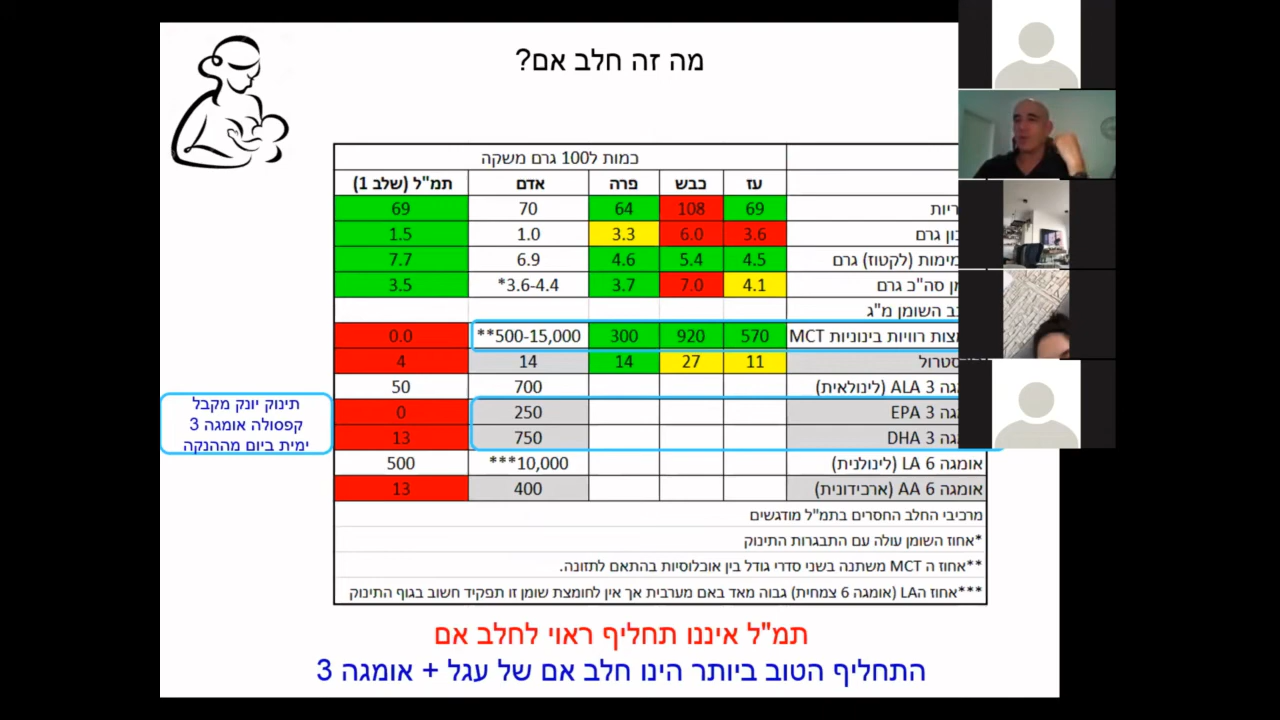 מה זה חלב אם?
כמות ל100 גרם משקה
עז כבש פרה אדם תמ"ל (שלב 1)
69 108 64 70 69
גרם 3.6 6.0 3.3 1.0 1.5
(לקטוז) גרם 4.5 5.4 4.6 6.9 7.7
סה"כ גרם 4.1 7.0 3.7 3.6-4.4* 3.5
השומן מ"ג
רוויות בינוניות MCT 570 920 300 500-15,000** 0.0
11 27 14 14 4
3 ALA (לינולאית) 700 50
3 EPA 250 0
3 DHA 750 13
אומגה 6 LA (לינולנית) 10,000*** 500
אומגה 6 AA (ארכידונית) 400 13
תינוק יונק מקבל
קפסולה אומגה 3
ימית ביום מההנקה
מרכיבי החלב החסרים בתמ"ל מודגשים
*אחוז השומן עולה עם התבגרות התינוק
**אחוז ה MCT משתנה בשני סדרי גודל בין אוכלוסיות בהתאם לתזונה.
***אחוז הLA (אומגה 6 צמחית) גבוה מאד באם מערבית אך אין לחומצת שומן זו תפקיד חשוב בגוף התינוק
תמ"ל איננו תחליף ראוי לחלב אם
התחליף הטוב ביותר הינו חלב אם של עגל + אומגה 3